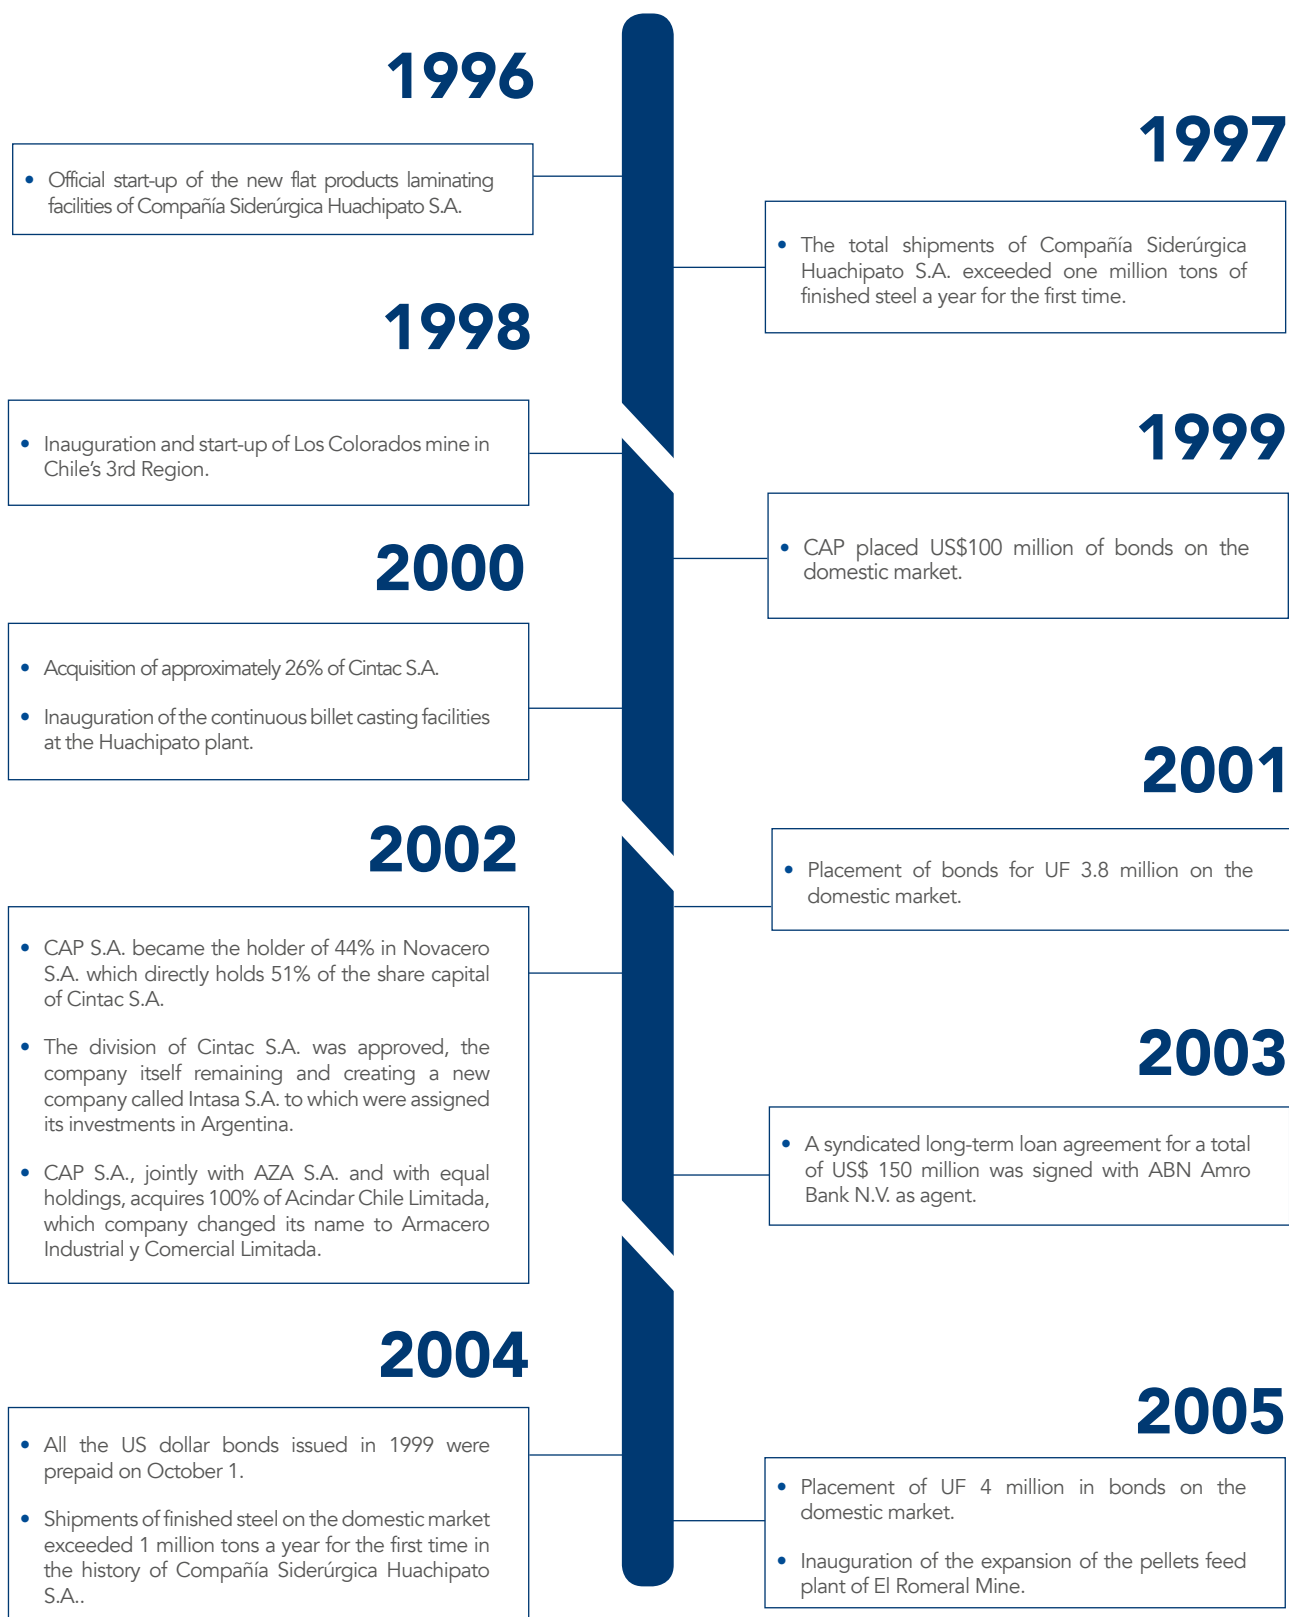 1996
• Official start-up of the new flat products laminating
facilities of Compañía Siderúrgica Huachipato S.A.
1997
• The total shipments of Compañía Siderúrgica
Huachipato S.A. exceeded one million tons of
finished steel a year for the first time.
1998
• Inauguration and start-up of Los Colorados mine in
Chile's 3rd Region.
1999
• CAP placed US$100 million of bonds on the
domestic market.
2000
• Acquisition of approximately 26% of Cintac S.A.
• Inauguration of the continuous billet casting facilities
at the Huachipato plant.
2001
• Placement of bonds for UF 3.8 million on the
domestic market.
2002
• CAP S.A. became the holder of 44% in Novacero
S.A. which directly holds 51% of the share capital
of Cintac S.A.
• The division of Cintac S.A. was approved, the
company itself remaining and creating a new
company called Intasa S.A. to which were assigned
its investments in Argentina.
• CAP S.A., jointly with AZA S.A. and with equal
holdings, acquires 100% of Acindar Chile Limitada,
which company changed its name to Armacero
Industrial y Comercial Limitada.
2003
• A syndicated long-term loan agreement for a total
of US$ 150 million was signed with ABN Amro
Bank N.V. as agent.
2004
• All the US dollar bonds issued in 1999 were
prepaid on October 1.
• Shipments of finished steel on the domestic market
exceeded 1 million tons a year for the first time in
the history of Compañía Siderúrgica Huachipato
S.A..
2005
• Placement of UF 4 million in bonds on the
domestic market.
• Inauguration of the expansion of the pellets feed
plant of El Romeral Mine.